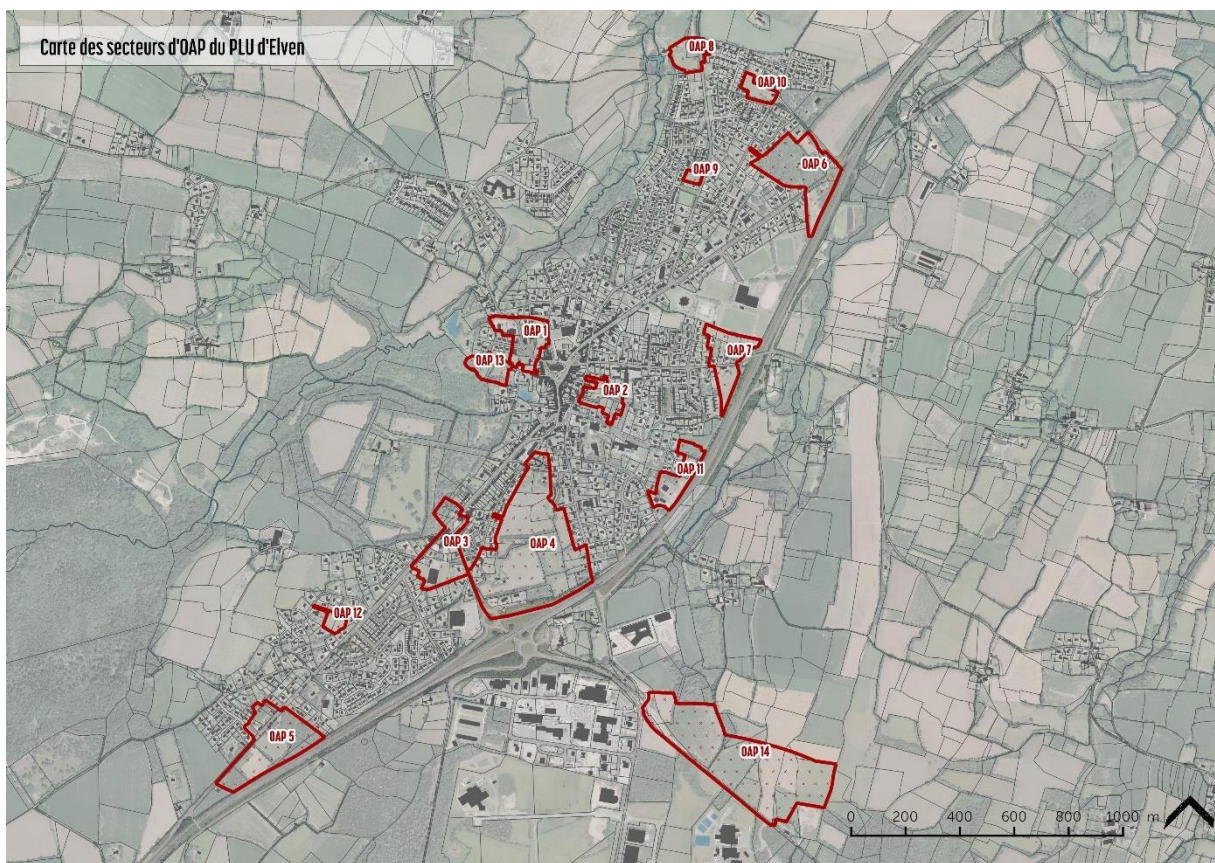 Carte des secteurs d'OAP du PLU d'Elven
OAP 8
OAP 10
OAP 6
OAP 9
OAP 1
OAP 13
OAP 7
OAP 2
OAP 11
OAP 3
OAP 4
OAP 12
OAP 5
OAP 14
0 200 400 600 800 1000 m